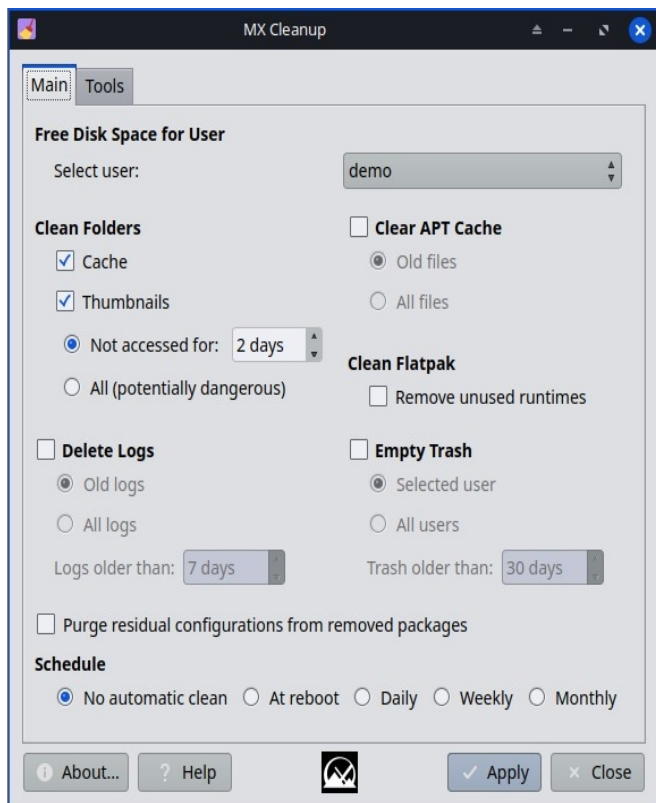 MX Cleanup
Main
Tools
Free Disk Space for User
Select user:
demo
Clean Folders
Cache
Thumbnails
Not accessed for:
2 days
All (potentially dangerous)
Clear APT Cache
Old files
All files
Clean Flatpak
Remove unused runtimes
Delete Logs
Old logs
All logs
Logs older than:
7 days
Empty Trash
Selected user
All users
Trash older than:
30 days
Purge residual configurations from removed packages
Schedule
No automatic clean
At reboot
Daily
Weekly
Monthly
About...
? Help
Apply
Close